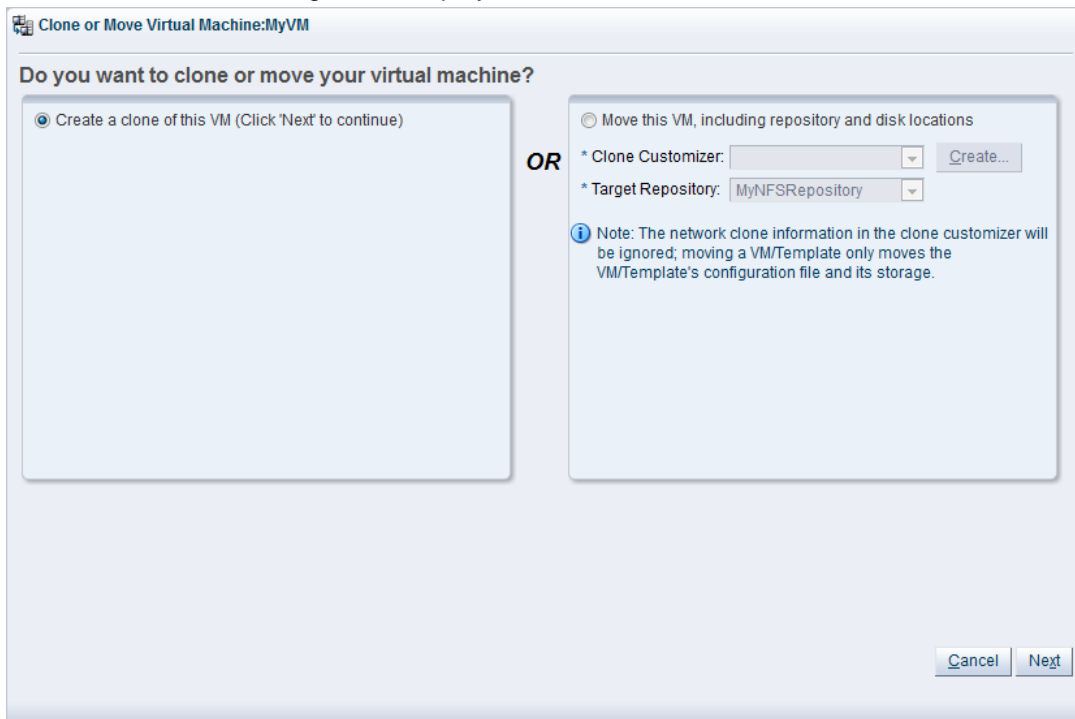 Clone or Move Virtual Machine:MyVM
Do you want to clone or move your virtual machine?
Create a clone of this VM (Click 'Next' to continue)
OR
Move this VM, including repository and disk locations
* Clone Customizer:
Create...
* Target Repository: MyNFSRepository
Note: The network clone information in the clone customizer will
be ignored; moving a VM/Template only moves the
VM/Template's configuration file and its storage.
Cancel
Next